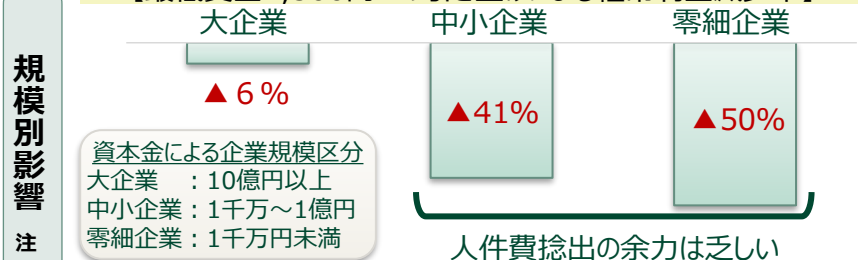 大企業 中小企業 零細企業
規模別影響 注
▲６％ ▲41% ▲50%
資本金による企業規模区分
大企業　：10億円以上
中小企業：1千万～1億円
零細企業：1千万円未満
人件費捻出の余力は乏しい